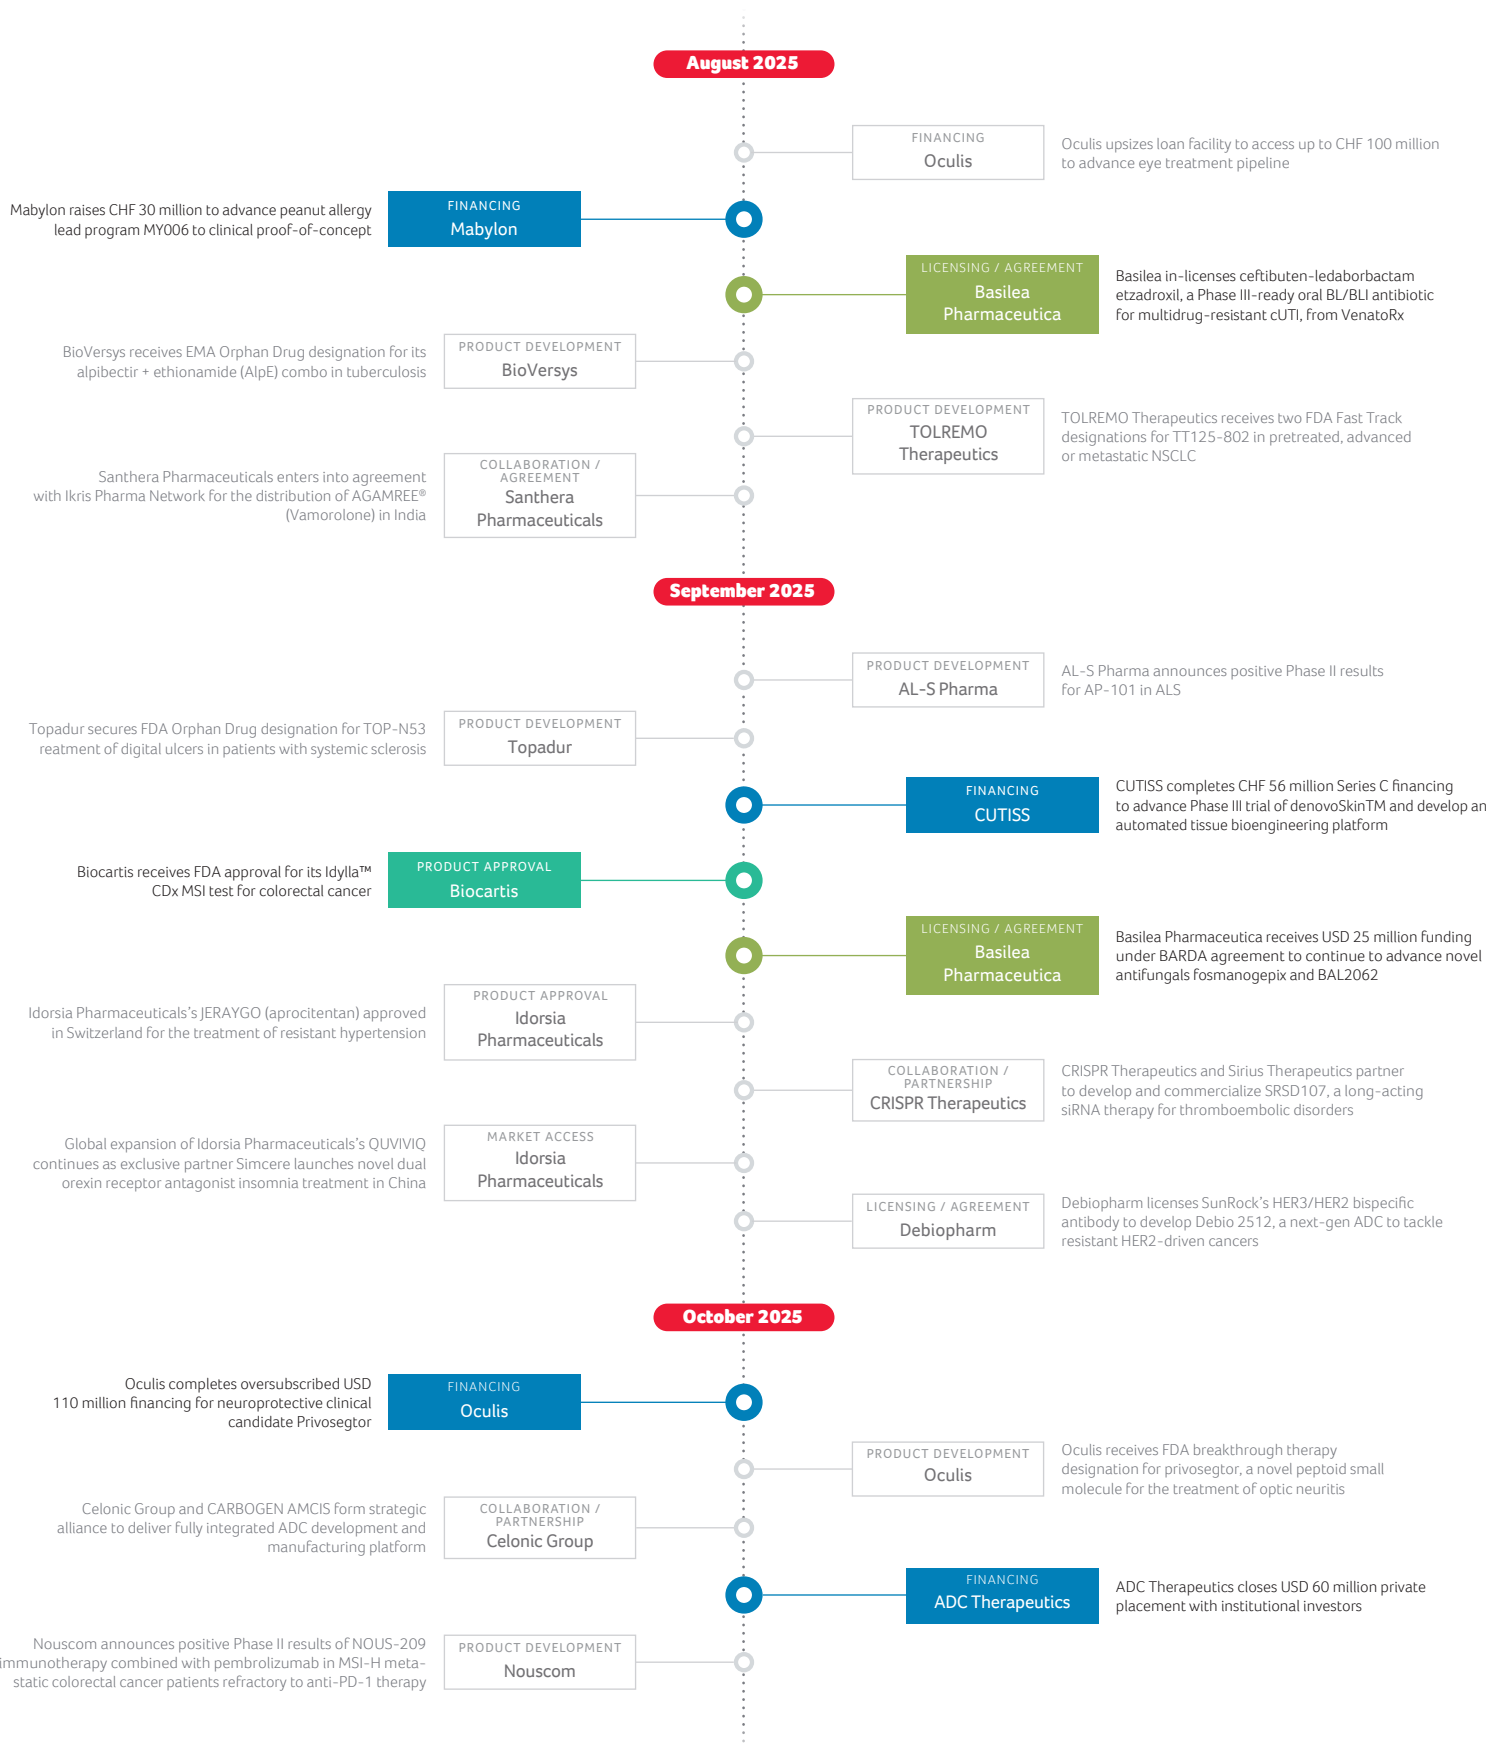 August 2025
FINANCING
Oculis
Oculis upsizes loan facility to access up to CHF 100 million
to advance eye treatment pipeline
Mabylon raises CHF 30 million to advance peanut allergy
lead program MY006 to clinical proof-of-concept
FINANCING
Mabylon
LICENSING / AGREEMENT
Basilea
Pharmaceutica
Basilea in-licenses ceftibuten-ledaborbactam
etzadroxil, a Phase III-ready oral BL/BLI antibiotic
for multidrug-resistant cUTI, from VenatoRx
BioVersys receives EMA Orphan Drug designation for its
alpibectir + ethionamide (AlpE) combo in tuberculosis
PRODUCT DEVELOPMENT
BioVersys
PRODUCT DEVELOPMENT
TOLREMO
Therapeutics
TOLREMO Therapeutics receives two FDA Fast Track
designations for TT125-802 in pretreated, advanced
or metastatic NSCLC
Santhera Pharmaceuticals enters into agreement
with Ikris Pharma Network for the distribution of AGAMREE®
(Vamorolone) in India
COLLABORATION /
AGREEMENT
Santhera
Pharmaceuticals
September 2025
PRODUCT DEVELOPMENT
AL-S Pharma
AL-S Pharma announces positive Phase II results
for AP-101 in ALS
Topadur secures FDA Orphan Drug designation for TOP-N53
reatment of digital ulcers in patients with systemic sclerosis
PRODUCT DEVELOPMENT
Topadur
FINANCING
CUTISS
CUTISS completes CHF 56 million Series C financing
to advance Phase III trial of denovoSkinTM and develop an
automated tissue bioengineering platform
Biocartis receives FDA approval for its Idylla™
CDx MSI test for colorectal cancer
PRODUCT APPROVAL
Biocartis
LICENSING / AGREEMENT
Basilea
Pharmaceutica
Basilea Pharmaceutica receives USD 25 million funding
under BARDA agreement to continue to advance novel
antifungals fosmanogepix and BAL2062
Idorsia Pharmaceuticals's JERAYGO (aprocitentan) approved
in Switzerland for the treatment of resistant hypertension
PRODUCT APPROVAL
Idorsia
Pharmaceuticals
COLLABORATION /
PARTNERSHIP
CRISPR Therapeutics
CRISPR Therapeutics and Sirius Therapeutics partner
to develop and commercialize SRSD107, a long-acting
siRNA therapy for thromboembolic disorders
Global expansion of Idorsia Pharmaceuticals's QUVIVIQ
continues as exclusive partner Simcere launches novel dual
orexin receptor antagonist insomnia treatment in China
MARKET ACCESS
Idorsia
Pharmaceuticals
LICENSING / AGREEMENT
Debiopharm
Debiopharm licenses SunRock's HER3/HER2 bispecific
antibody to develop Debio 2512, a next-gen ADC to tackle
resistant HER2-driven cancers
October 2025
Oculis completes oversubscribed USD
110 million financing for neuroprotective clinical
candidate Privosegtor
FINANCING
Oculis
PRODUCT DEVELOPMENT
Oculis
Oculis receives FDA breakthrough therapy
designation for privosegtor, a novel peptoid small
molecule for the treatment of optic neuritis
Celonic Group and CARBOGEN AMCIS form strategic
alliance to deliver fully integrated ADC development and
manufacturing platform
COLLABORATION /
PARTNERSHIP
Celonic Group
FINANCING
ADC Therapeutics
ADC Therapeutics closes USD 60 million private
placement with institutional investors
Nouscom announces positive Phase II results of NOUS-209
immunotherapy combined with pembrolizumab in MSI-H meta-
static colorectal cancer patients refractory to anti-PD-1 therapy
PRODUCT DEVELOPMENT
Nouscom